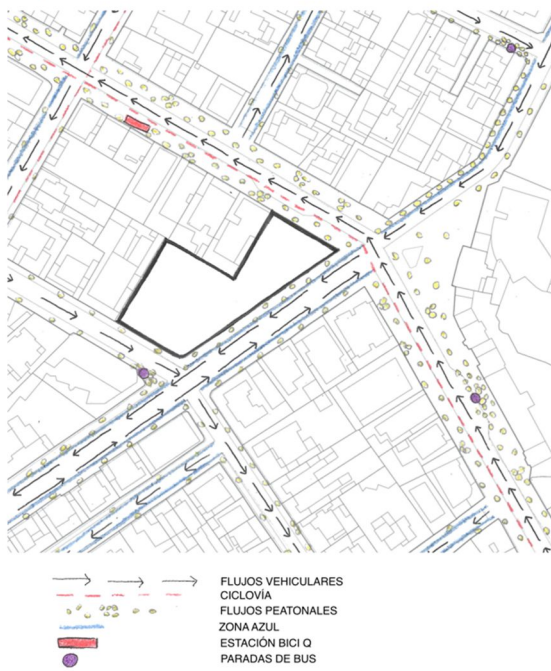 FLUJOS VEHICULARES
CICLOVÍA
FLUJOS PEATONALES
ZONA AZUL
ESTACIÓN BICI Q
PARADAS DE BUS